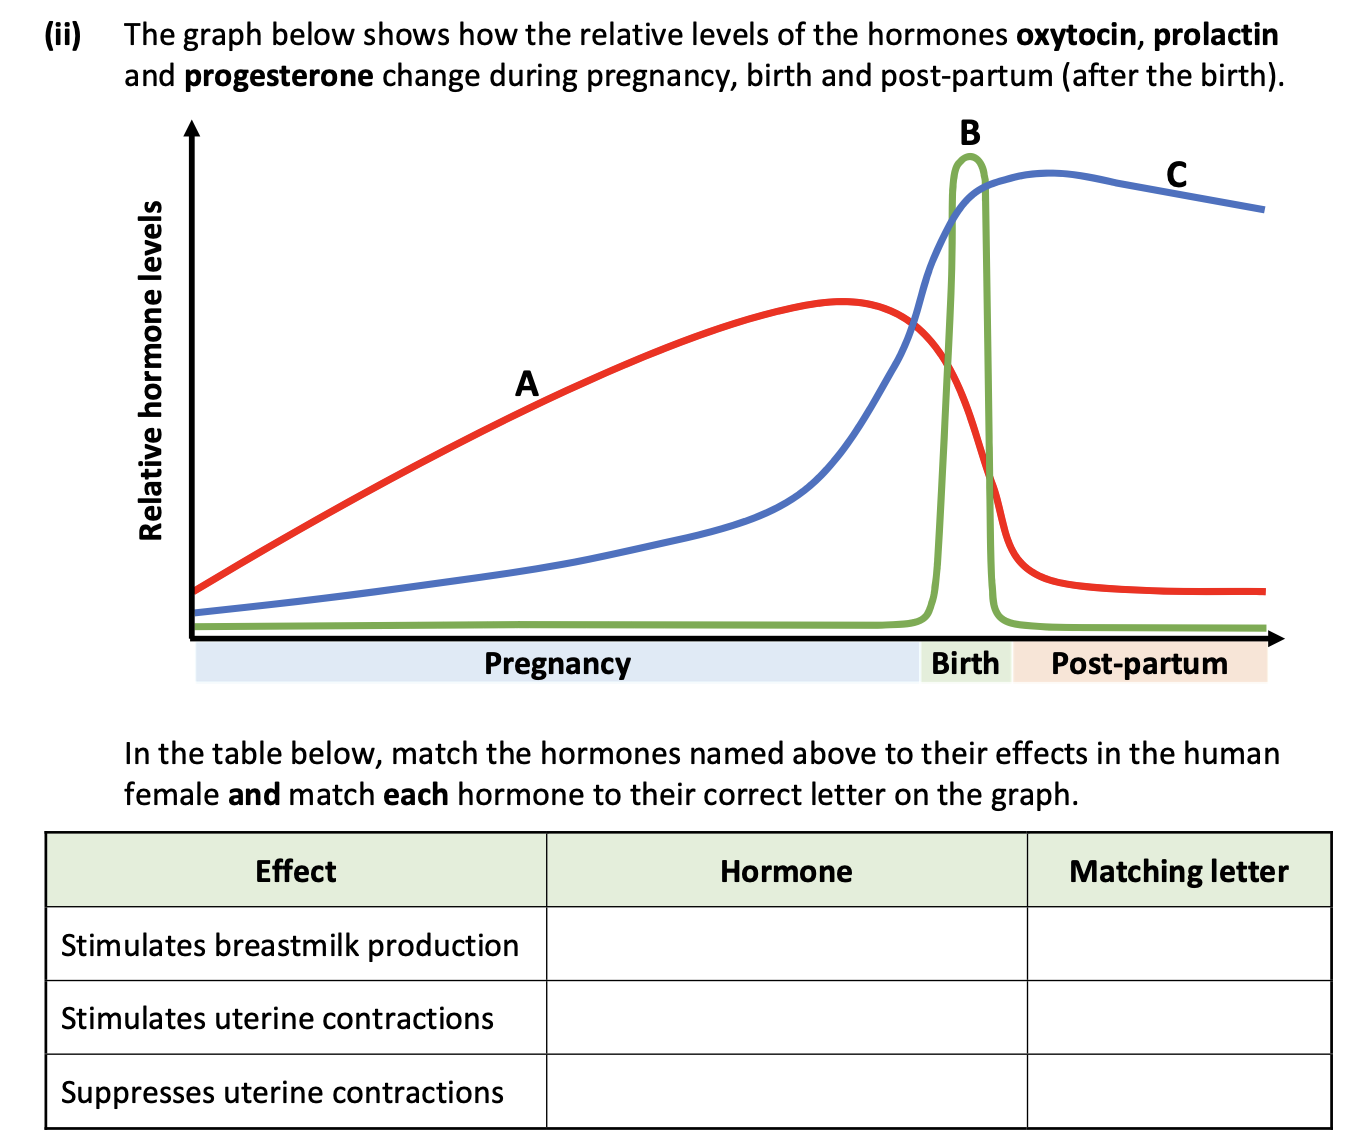 (ii) The graph below shows how the relative levels of the hormones oxytocin, prolactin
and progesterone change during pregnancy, birth and post-partum (after the birth).
B
C
A
Relative hormone levels
Pregnancy Birth Post-partum
In the table below, match the hormones named above to their effects in the human
female and match each hormone to their correct letter on the graph.
Effect Hormone Matching letter
Stimulates breastmilk production
Stimulates uterine contractions
Suppresses uterine contractions